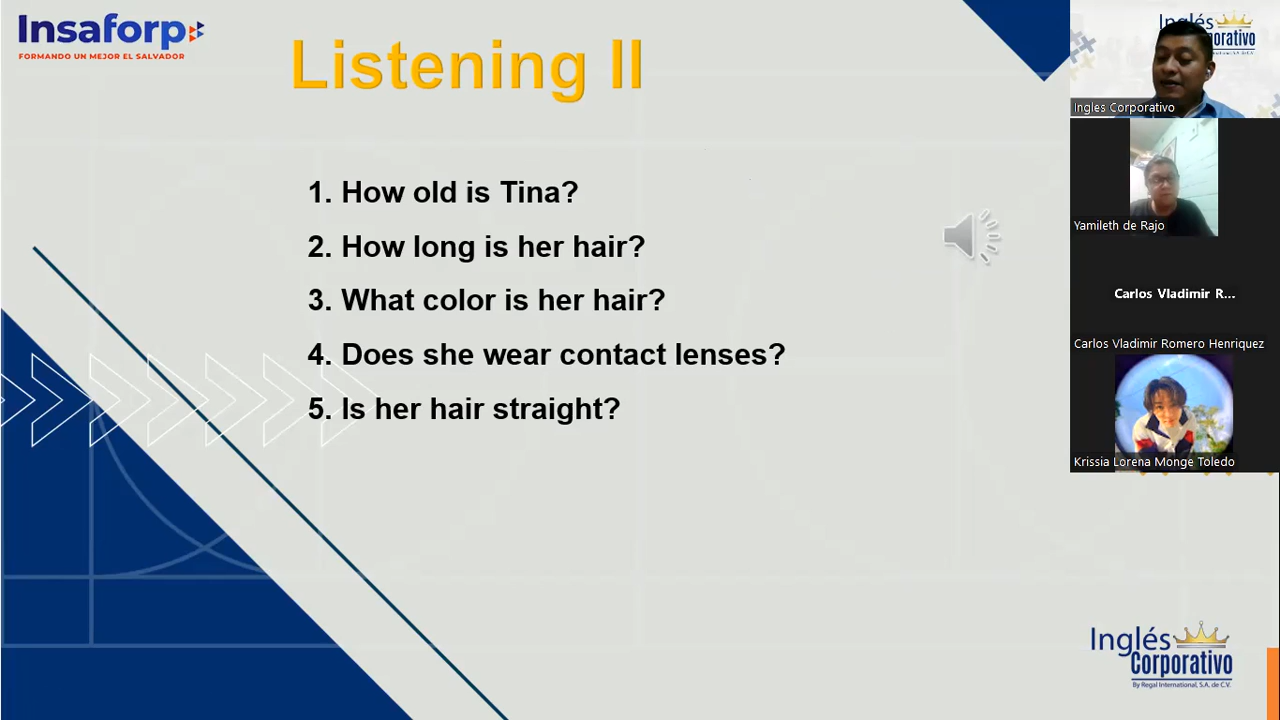 Insaforp
FORMANDO UN MEJOR EL SALVADOR
Listening II
1. How old is Tina?
2. How long is her hair?
3. What color is her hair?
4. Does she wear contact lenses?
5. Is her hair straight?
Inglés
Corporativo
By Regal International, S.A. de C.V.
Inglés
orporativo
Ingles Corporativo
Yamileth de Rajo
Carlos Vladimir R...
Carlos Vladimir Romero Henriquez
Krissia Lorena Monge Toledo